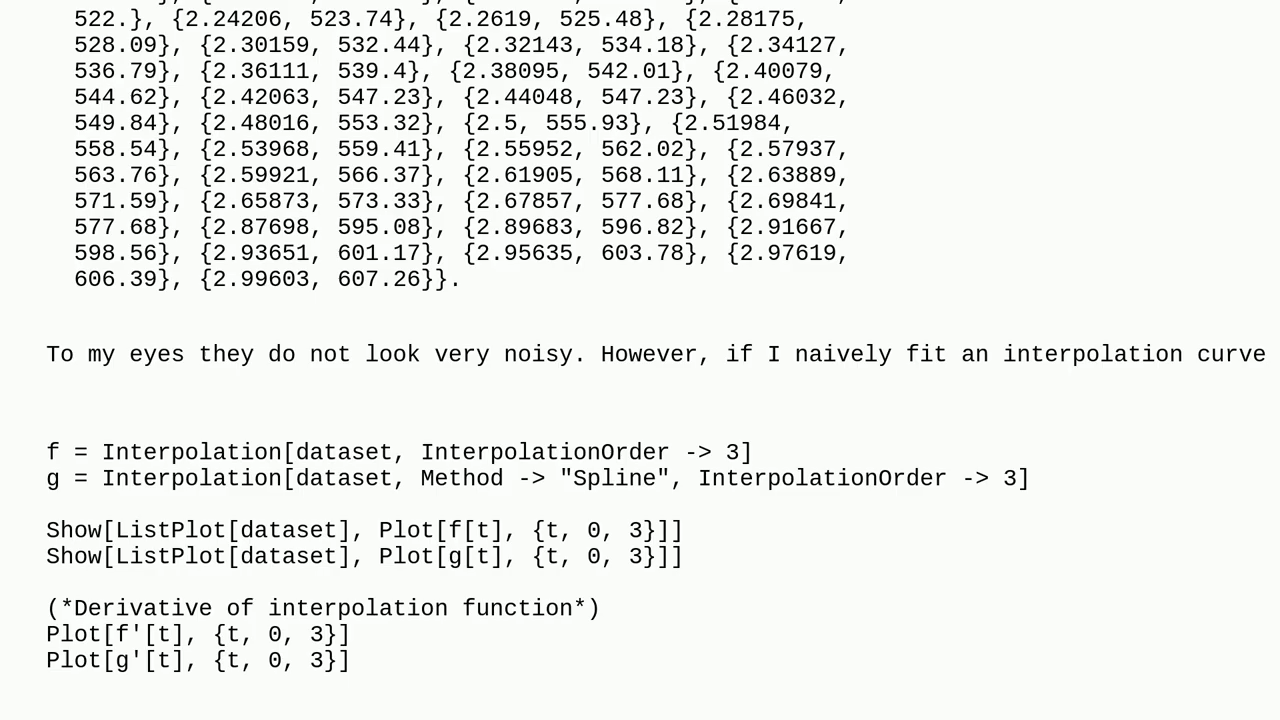 522.}, {2.24206, 523.74}, {2.2619, 525.48}, {2.28175,
528.09}, {2.30159, 532.44}, {2.32143, 534.18}, {2.34127,
536.79}, {2.36111, 539.4}, {2.38095, 542.01}, {2.40079,
544.62}, {2.42063, 547.23}, {2.44048, 547.23}, {2.46032,
549.84}, {2.48016, 553.32}, {2.5, 555.93}, {2.51984,
558.54}, {2.53968, 559.41}, {2.55952, 562.02}, {2.57937,
563.76}, {2.59921, 566.37}, {2.61905, 568.11}, {2.63889,
571.59}, {2.65873, 573.33}, {2.67857, 577.68}, {2.69841,
577.68}, {2.87698, 595.08}, {2.89683, 596.82}, {2.91667,
598.56}, {2.93651, 601.17}, {2.95635, 603.78}, {2.97619,
606.39}, {2.99603, 607.26}}.
To my eyes they do not look very noisy. However, if I naively fit an interpolation curve
f = Interpolation[dataset, InterpolationOrder -> 3]
g = Interpolation[dataset, Method -> "Spline", InterpolationOrder -> 3]
Show[ListPlot[dataset], Plot[f[t], {t, 0, 3}]]
Show[ListPlot[dataset], Plot[g[t], {t, 0, 3}]]
(*Derivative of interpolation function*)
Plot[f'[t], {t, 0, 3}]
Plot[g'[t], {t, 0, 3}]